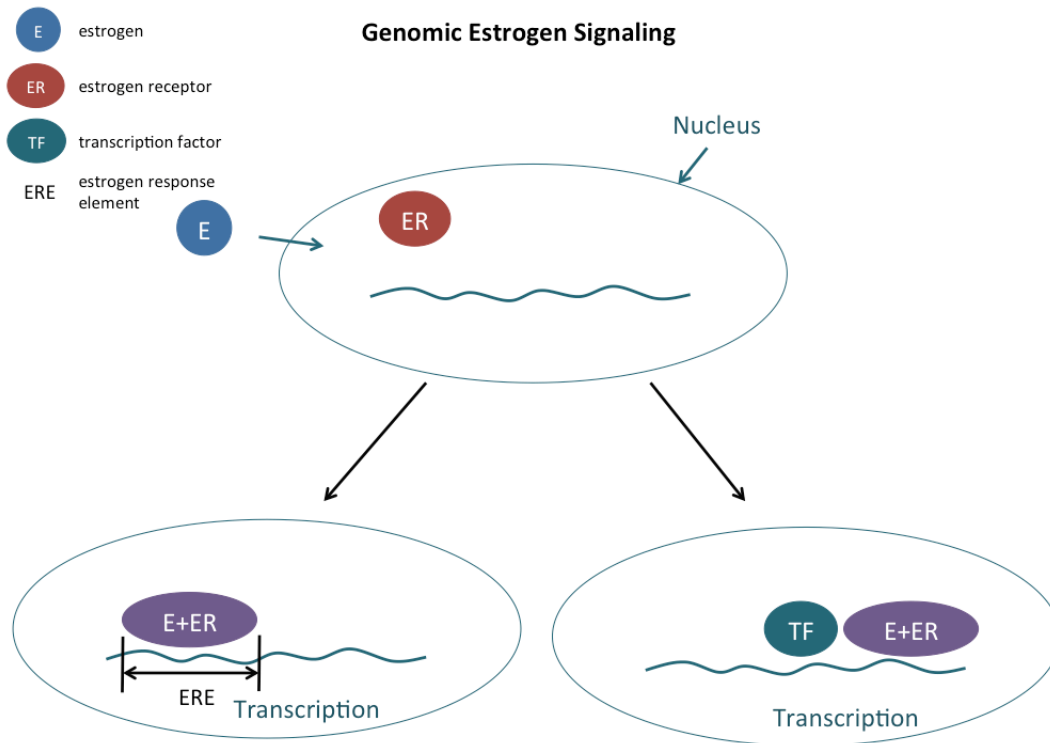 Genomic Estrogen Signaling
E estrogen
ER estrogen receptor
TF transcription factor
ERE estrogen response
element
Nucleus
E
ER
E+ER
ERE
Transcription
TF
E+ER
Transcription